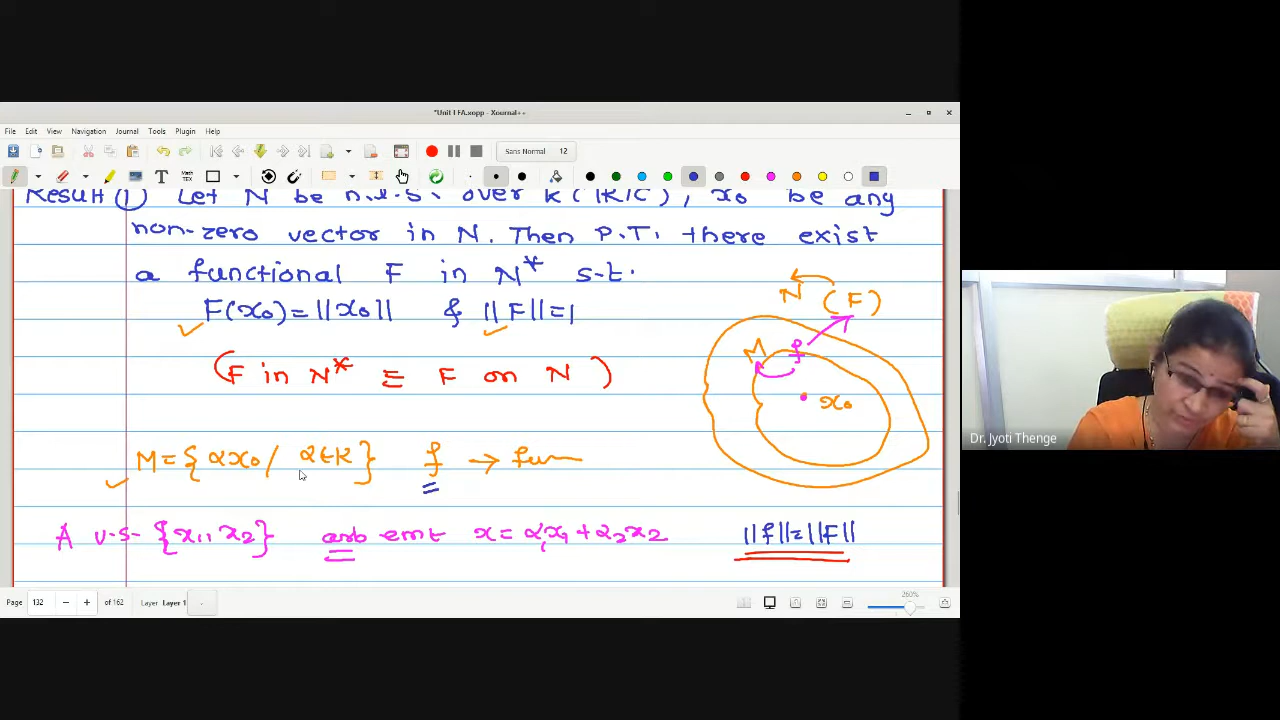 *Unit I FA.xopp - Xournal++
File Edit View Navigation Journal Tools Plugin Help
Sans Normal 12
Result ① Let N be n.l.s. over K(IR/C), x₀ be any
non-zero vector in N. Then P.T. there exist
a functional F in N* s.t.
F(x₀)=||x₀|| & ||F||=1
(F in N* ≡ F on N)
N (F)
M f
x₀
M={αx₀/ α∈K} f → fun
A v.s. {x₁, x₂} arb emt x = α₁x₁ + α₂x₂ ||f||=||F||
Page 132 of 162 Layer Layer 1 260%
Dr. Jyoti Thenge